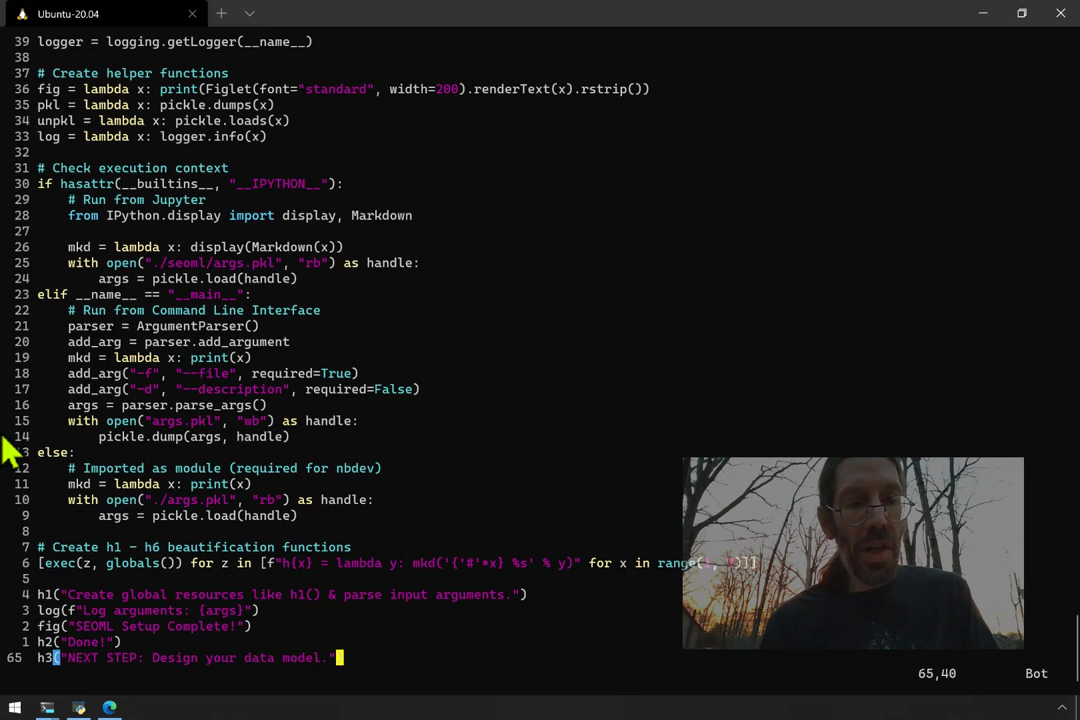 Ubuntu-20.04
39 logger = logging.getLogger(__name__)
38
37 # Create helper functions
36 fig = lambda x: print(Figlet(font="standard", width=200).renderText(x).rstrip())
35 pkl = lambda x: pickle.dumps(x)
34 unpkl = lambda x: pickle.loads(x)
33 log = lambda x: logger.info(x)
32
31 # Check execution context
30 if hasattr(__builtins__, "__IPYTHON__"):
29     # Run from Jupyter
28     from IPython.display import display, Markdown
27
26     mkd = lambda x: display(Markdown(x))
25     with open("./seoml/args.pkl", "rb") as handle:
24         args = pickle.load(handle)
23 elif __name__ == "__main__":
22     # Run from Command Line Interface
21     parser = ArgumentParser()
20     add_arg = parser.add_argument
19     mkd = lambda x: print(x)
18     add_arg("-f", "--file", required=True)
17     add_arg("-d", "--description", required=False)
16     args = parser.parse_args()
15     with open("args.pkl", "wb") as handle:
14         pickle.dump(args, handle)
13 else:
12     # Imported as module (required for nbdev)
11     mkd = lambda x: print(x)
10     with open("./args.pkl", "rb") as handle:
9         args = pickle.load(handle)
8
7 # Create h1 - h6 beautification functions
6 [exec(z, globals()) for z in [f"h{x} = lambda y: mkd('{'#'*x} %s' % y)" for x in range(
5
4 h1("Create global resources like h1() & parse input arguments.")
3 log(f"Log arguments: {args}")
2 fig("SEOML Setup Complete!")
1 h2("Done!")
65 h3("NEXT STEP: Design your data model."
65,40 Bot